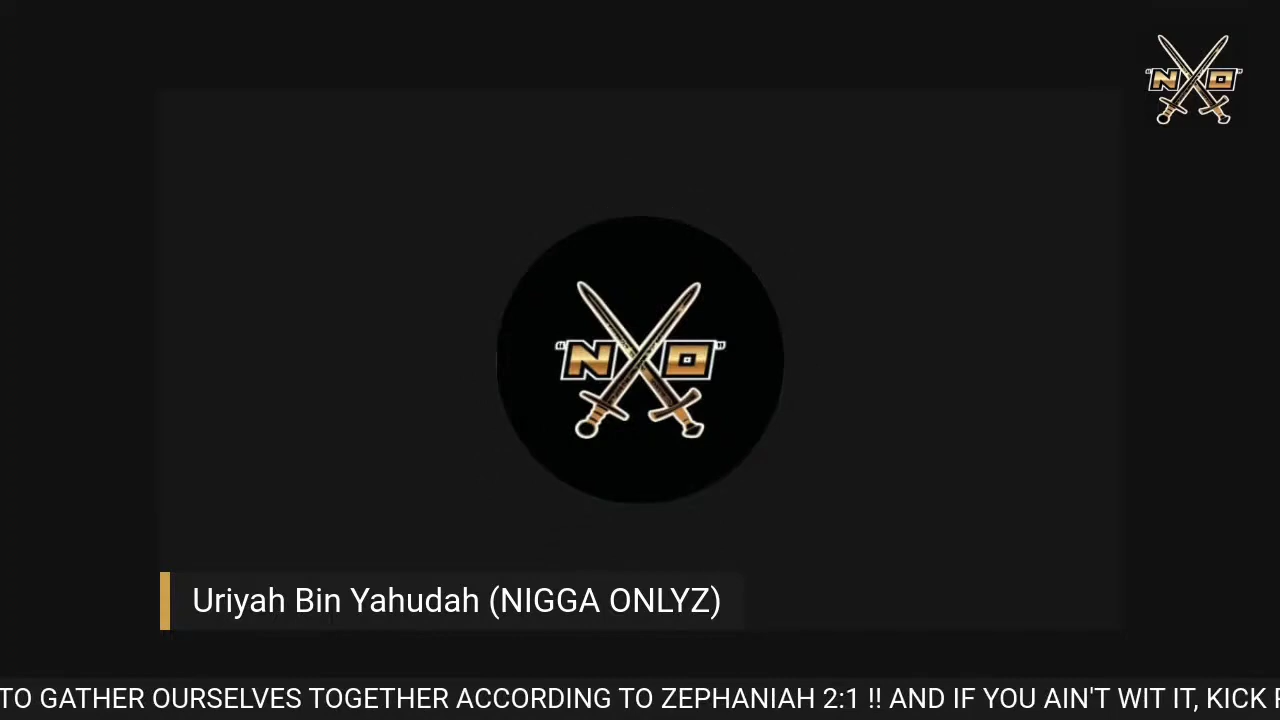 "NXO"
"NXO"
Uriyah Bin Yahudah (NIGGA ONLYZ)
TO GATHER OURSELVES TOGETHER ACCORDING TO ZEPHANIAH 2:1 !! AND IF YOU AIN'T WIT IT, KICK